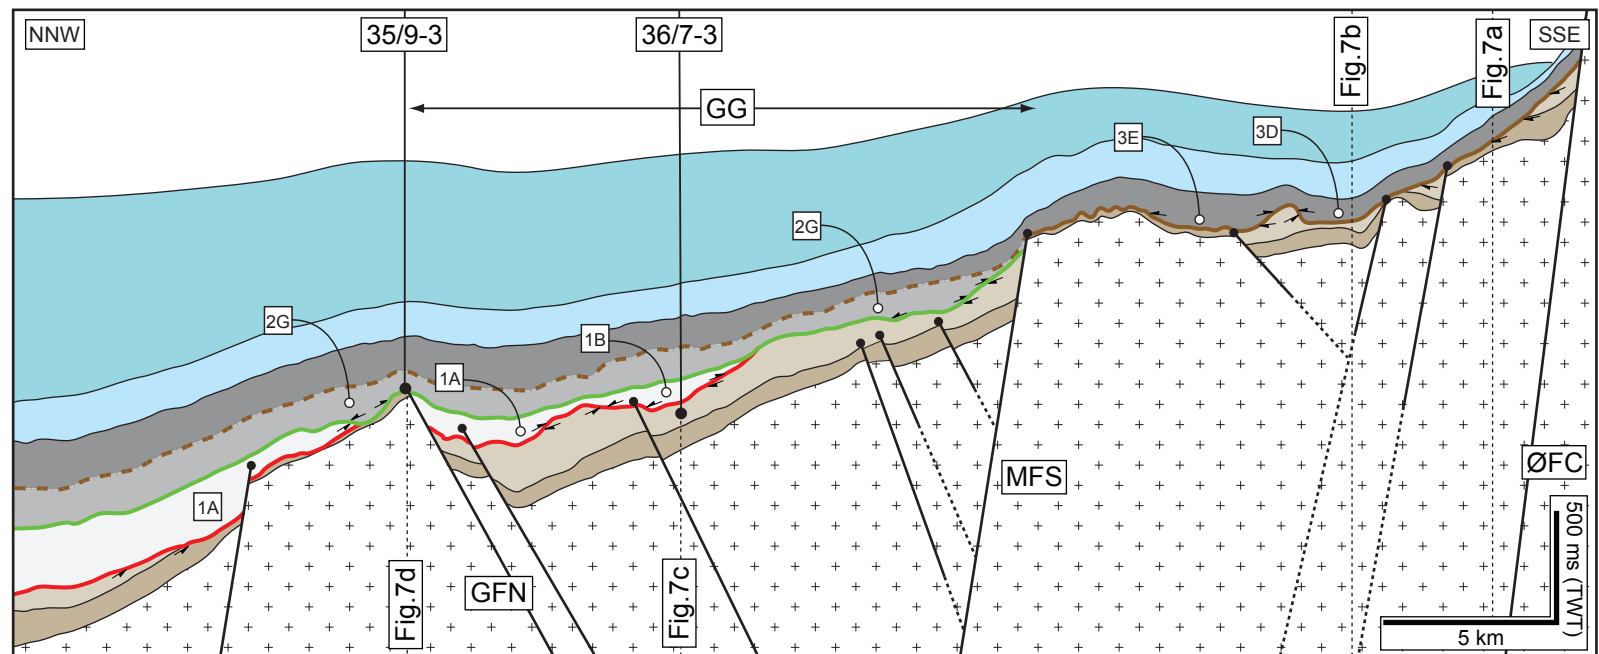 NNW
35/9-3
36/7-3
Fig.7b
Fig.7a
SSE
GG
3E
3D
2G
2G
1B
1A
1A
MFS
ØFC
GFN
Fig.7d
Fig.7c
500 ms (TWT)
5 km